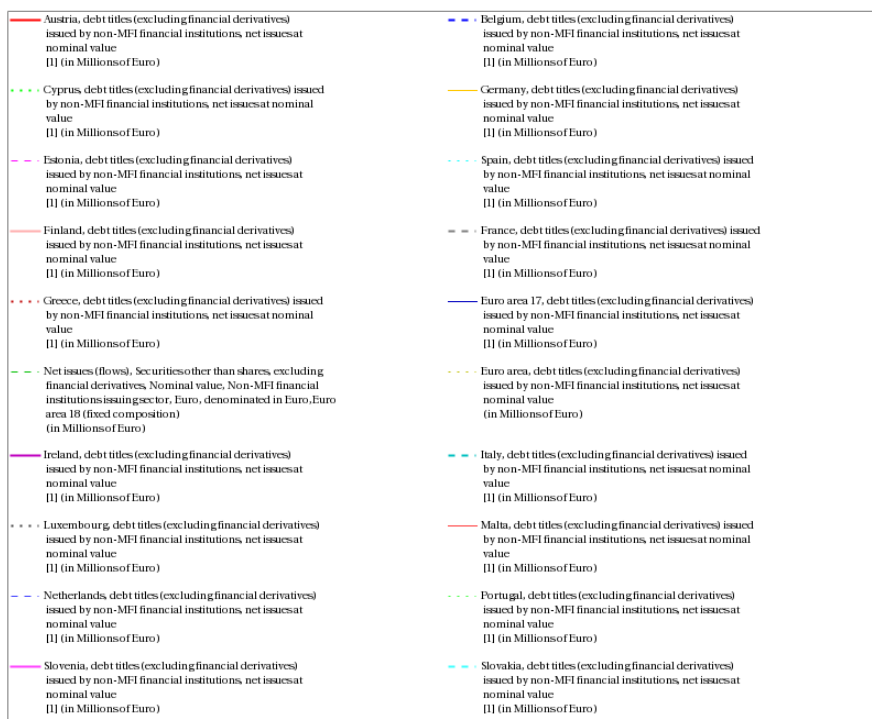 Austria, debt titles (excluding financial derivatives)
issued by non-MFI financial institutions, net issues at
nominal value
[1] (in Millions of Euro)
Belgium, debt titles (excluding financial derivatives)
issued by non-MFI financial institutions, net issues at
nominal value
[1] (in Millions of Euro)
Cyprus, debt titles (excluding financial derivatives) issued
by non-MFI financial institutions, net issues at nominal
value
[1] (in Millions of Euro)
Germany, debt titles (excluding financial derivatives)
issued by non-MFI financial institutions, net issues at
nominal value
[1] (in Millions of Euro)
Estonia, debt titles (excluding financial derivatives)
issued by non-MFI financial institutions, net issues at
nominal value
[1] (in Millions of Euro)
Spain, debt titles (excluding financial derivatives) issued
by non-MFI financial institutions, net issues at nominal
value
[1] (in Millions of Euro)
Finland, debt titles (excluding financial derivatives)
issued by non-MFI financial institutions, net issues at
nominal value
[1] (in Millions of Euro)
France, debt titles (excluding financial derivatives) issued
by non-MFI financial institutions, net issues at nominal
value
[1] (in Millions of Euro)
Greece, debt titles (excluding financial derivatives) issued
by non-MFI financial institutions, net issues at nominal
value
[1] (in Millions of Euro)
Euro area 17, debt titles (excluding financial derivatives)
issued by non-MFI financial institutions, net issues at
nominal value
[1] (in Millions of Euro)
Net issues (flows), Securities other than shares, excluding
financial derivatives, Nominal value, Non-MFI financial
institutions issuing sector, Euro, denominated in Euro, Euro
area 18 (fixed composition)
(in Millions of Euro)
Euro area, debt titles (excluding financial derivatives)
issued by non-MFI financial institutions, net issues at
nominal value
(in Millions of Euro)
Ireland, debt titles (excluding financial derivatives)
issued by non-MFI financial institutions, net issues at
nominal value
[1] (in Millions of Euro)
Italy, debt titles (excluding financial derivatives) issued
by non-MFI financial institutions, net issues at nominal
value
[1] (in Millions of Euro)
Luxembourg, debt titles (excluding financial derivatives)
issued by non-MFI financial institutions, net issues at
nominal value
[1] (in Millions of Euro)
Malta, debt titles (excluding financial derivatives) issued
by non-MFI financial institutions, net issues at nominal
value
[1] (in Millions of Euro)
Netherlands, debt titles (excluding financial derivatives)
issued by non-MFI financial institutions, net issues at
nominal value
[1] (in Millions of Euro)
Portugal, debt titles (excluding financial derivatives)
issued by non-MFI financial institutions, net issues at
nominal value
[1] (in Millions of Euro)
Slovenia, debt titles (excluding financial derivatives)
issued by non-MFI financial institutions, net issues at
nominal value
[1] (in Millions of Euro)
Slovakia, debt titles (excluding financial derivatives)
issued by non-MFI financial institutions, net issues at
nominal value
[1] (in Millions of Euro)